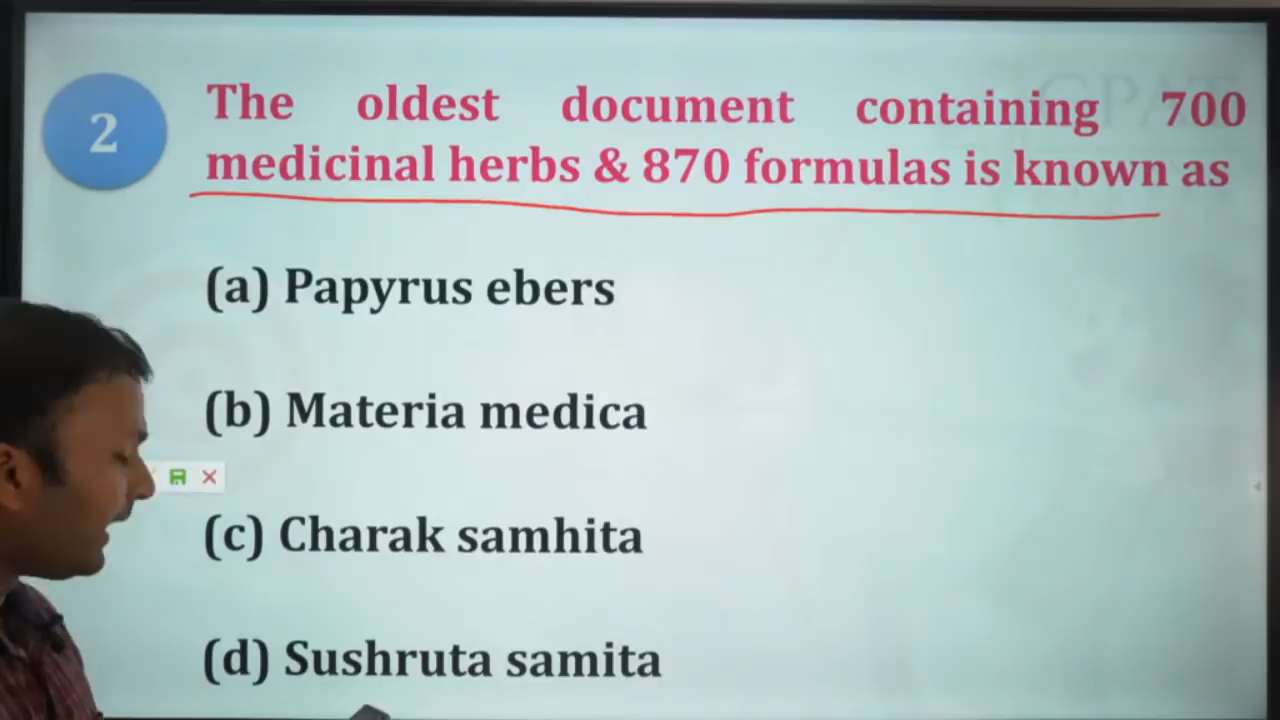 2
The oldest document containing 700
medicinal herbs & 870 formulas is known as
(a) Papyrus ebers
(b) Materia medica
(c) Charak samhita
(d) Sushruta samita